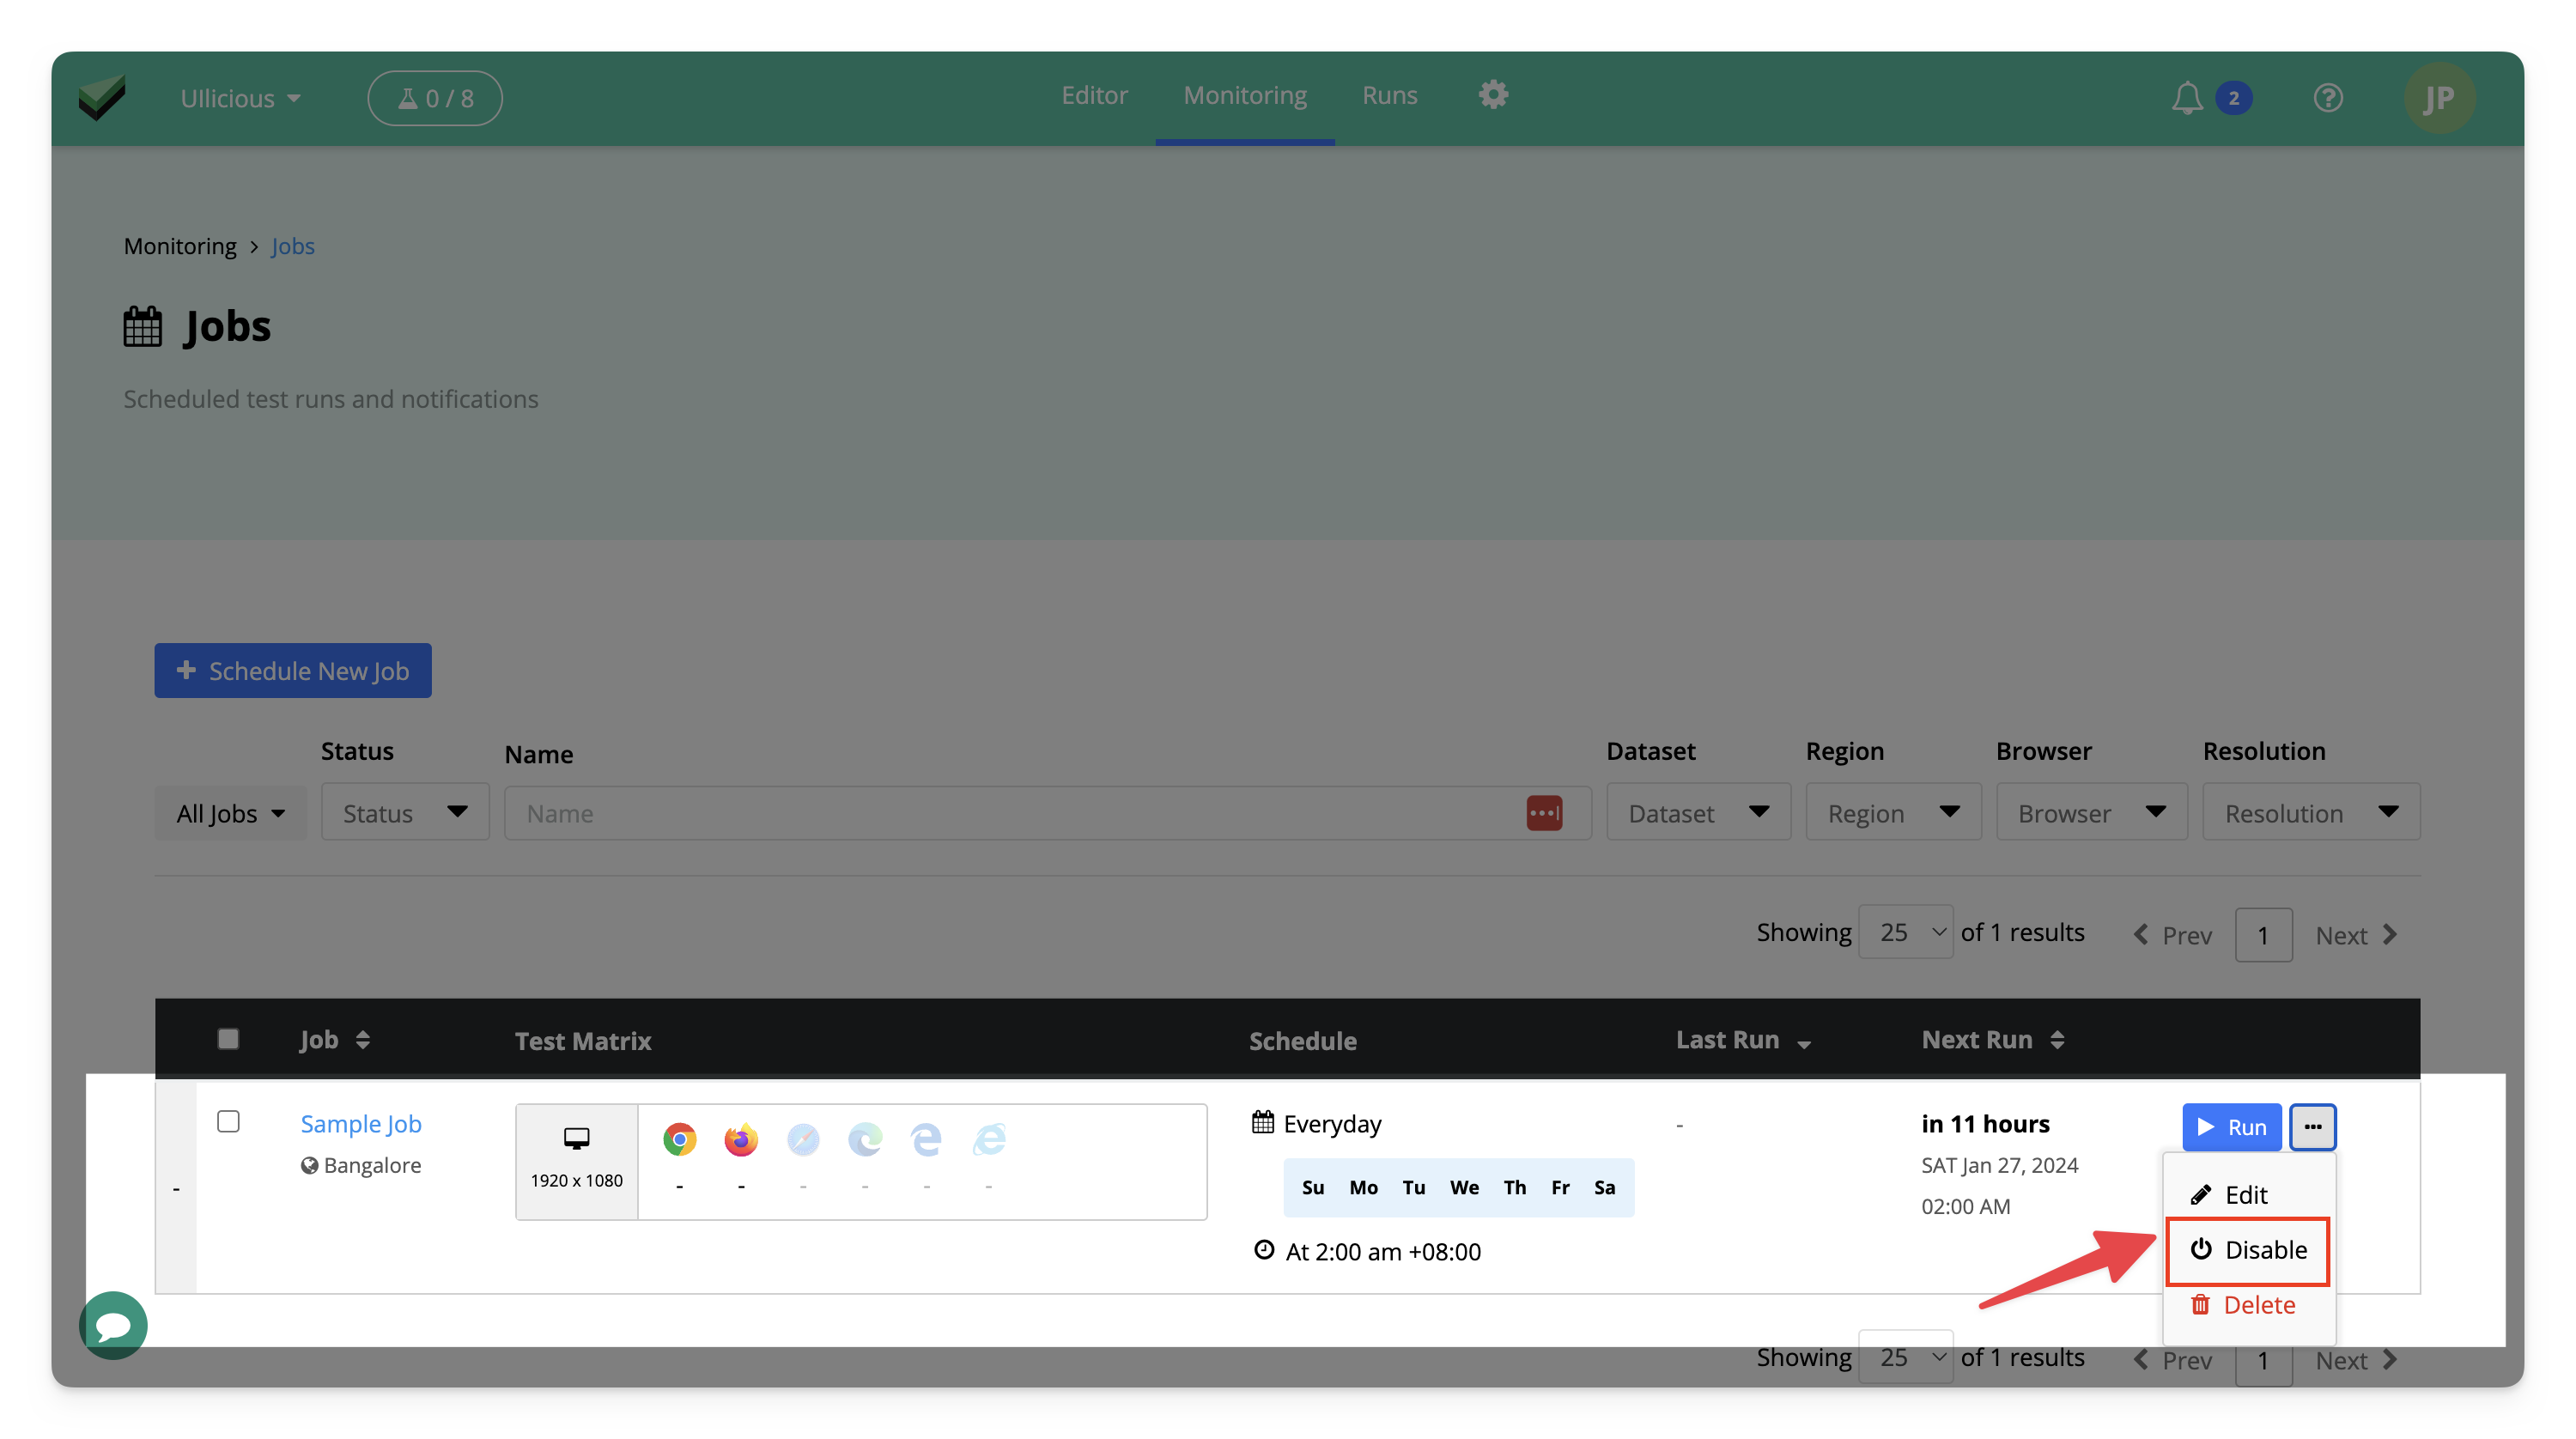 UIlicious
0 / 8
Editor
Monitoring
Runs
2
JP
Monitoring > Jobs
Jobs
Scheduled test runs and notifications
+ Schedule New Job
Status
Name
Dataset
Region
Browser
Resolution
All Jobs
Status
Name
Dataset
Region
Browser
Resolution
Showing 25 of 1 results
Prev 1 Next
Job
Test Matrix
Schedule
Last Run
Next Run
-
Sample Job
Bangalore
1920 x 1080
- - - - - -
Everyday
Su Mo Tu We Th Fr Sa
At 2:00 am +08:00
-
in 11 hours
SAT Jan 27, 2024
02:00 AM
Run
Edit
Disable
Delete
Showing 25 of 1 results
Prev 1 Next